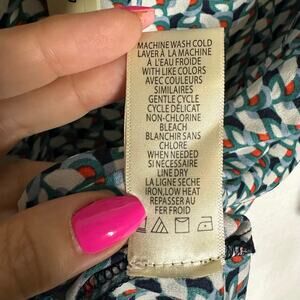 MACHINE WASH COLD
LAVER À LA MACHINE
À L'EAU FROIDE
WITH LIKE COLORS
AVEC COULEURS
SIMILAIRES
GENTLE CYCLE
CYCLE DÉLICAT
NON-CHLORINE
BLEACH
BLANCHIR SANS
CHLORE
WHEN NEEDED
SI NÉCESSAIRE
LINE DRY
LA LIGNE SECHE
IRON,LOW HEAT
REPASSER AU
FER FROID